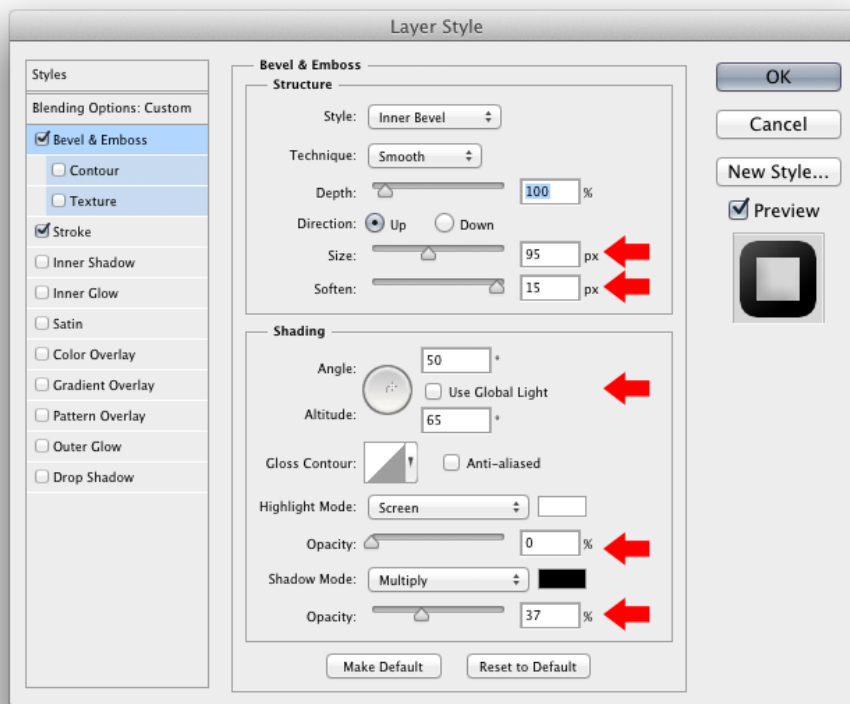 Layer Style
Styles
Blending Options: Custom
Bevel & Emboss
Contour
Texture
Stroke
Inner Shadow
Inner Glow
Satin
Color Overlay
Gradient Overlay
Pattern Overlay
Outer Glow
Drop Shadow
Bevel & Emboss
Structure
Style: Inner Bevel
Technique: Smooth
Depth: 100 %
Direction: Up Down
Size: 95 px
Soften: 15 px
Shading
Angle: 50 °
Use Global Light
Altitude: 65 °
Gloss Contour: Anti-aliased
Highlight Mode: Screen
Opacity: 0 %
Shadow Mode: Multiply
Opacity: 37 %
Make Default Reset to Default
OK
Cancel
New Style...
Preview